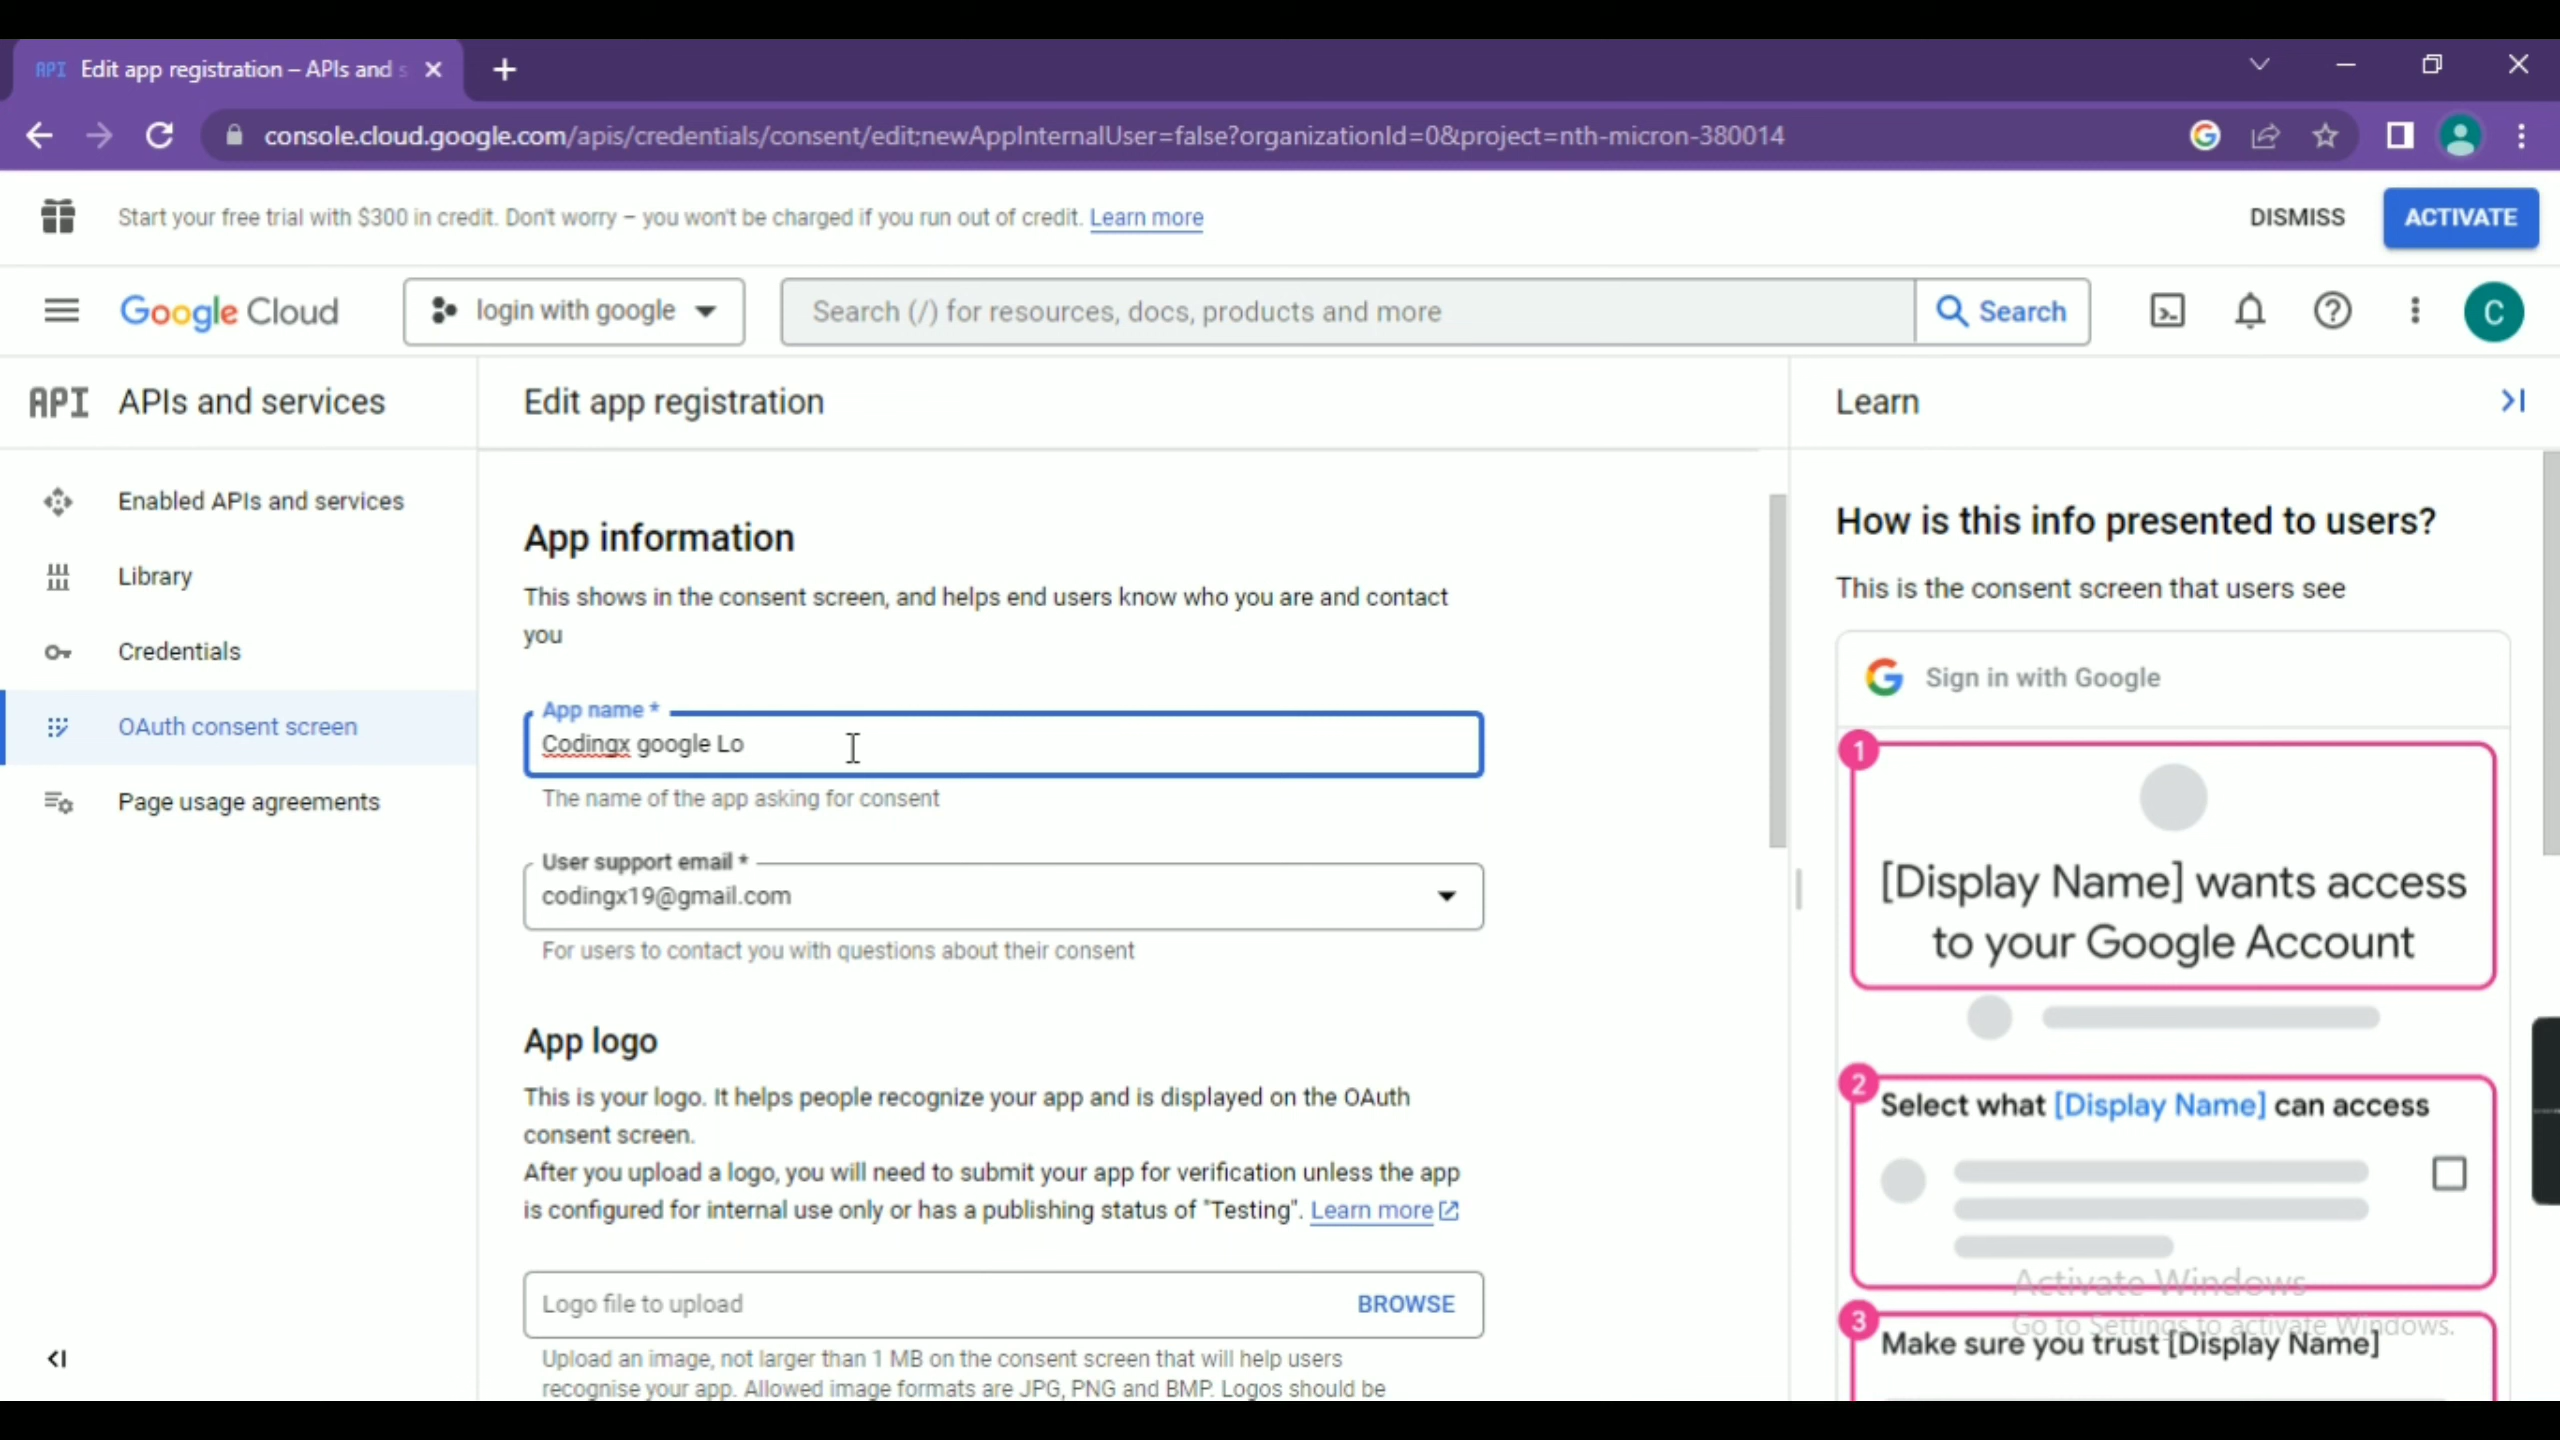 API Edit app registration – APIs and s
console.cloud.google.com/apis/credentials/consent/edit;newAppInternalUser=false?organizationId=0&project=nth-micron-380014
Start your free trial with $300 in credit. Don't worry – you won't be charged if you run out of credit. Learn more
DISMISS
ACTIVATE
Google Cloud
login with google
Search (/) for resources, docs, products and more
Search
C
API APIs and services
Enabled APIs and services
Library
Credentials
OAuth consent screen
Page usage agreements
Edit app registration
App information
This shows in the consent screen, and helps end users know who you are and contact
you
App name *
Codingx google Lo
The name of the app asking for consent
User support email *
codingx19@gmail.com
For users to contact you with questions about their consent
App logo
This is your logo. It helps people recognize your app and is displayed on the OAuth
consent screen.
After you upload a logo, you will need to submit your app for verification unless the app
is configured for internal use only or has a publishing status of "Testing". Learn more
Logo file to upload
BROWSE
Upload an image, not larger than 1 MB on the consent screen that will help users
recognise your app. Allowed image formats are JPG, PNG and BMP. Logos should be
Learn
How is this info presented to users?
This is the consent screen that users see
G Sign in with Google
1
[Display Name] wants access
to your Google Account
2
Select what [Display Name] can access
Activate Windows
Go to Settings to activate Windows.
3
Make sure you trust [Display Name]